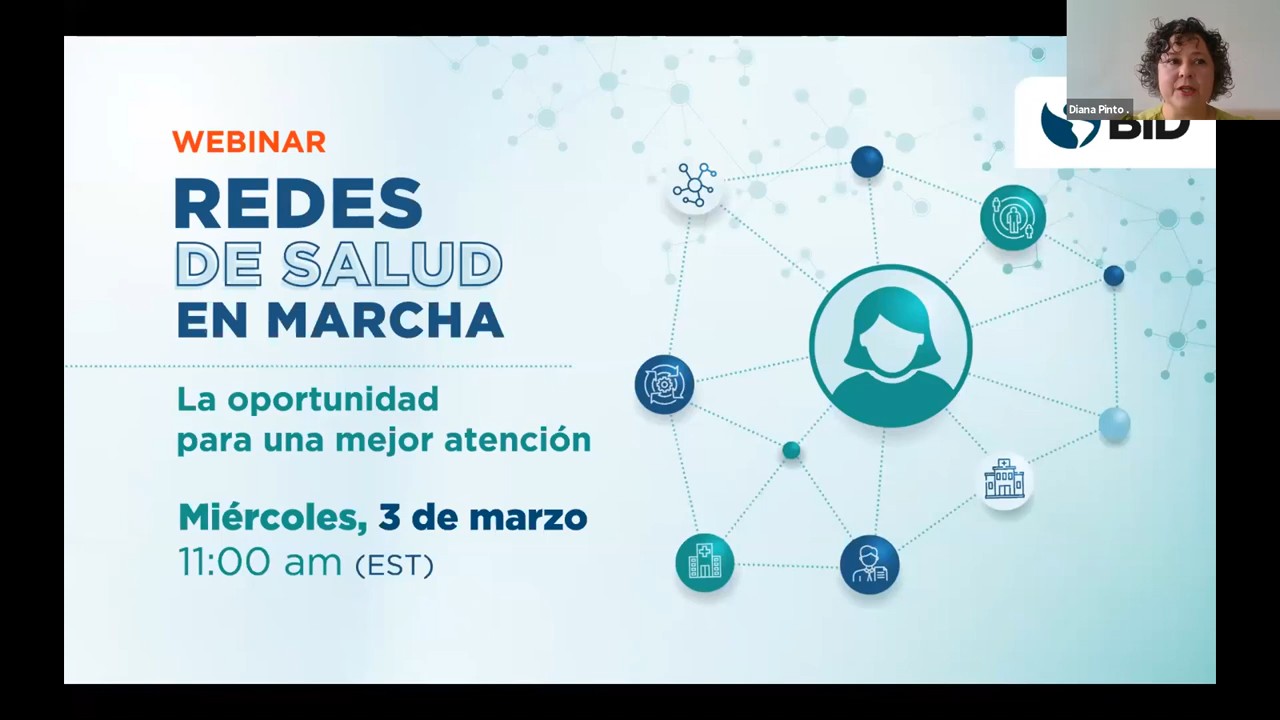 WEBINAR
REDES
DE SALUD
EN MARCHA
La oportunidad
para una mejor atención
Miércoles, 3 de marzo
11:00 am (EST)
Diana Pinto .
BID